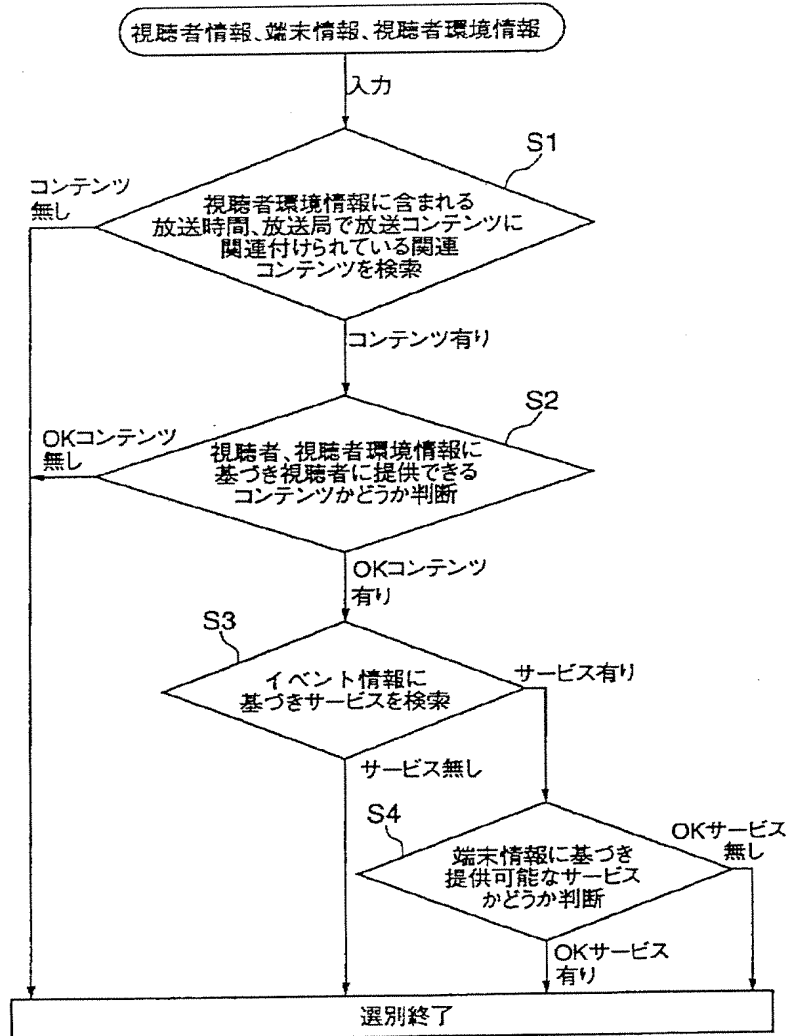 視聴者情報、端末情報、視聴者環境情報
入力
S1
コンテンツ
無し
視聴者環境情報に含まれる
放送時間、放送局で放送コンテンツに
関連付けられている関連
コンテンツを検索
コンテンツ有り
S2
OKコンテンツ
無し
視聴者、視聴者環境情報に
基づき視聴者に提供できる
コンテンツかどうか判断
OKコンテンツ
有り
S3
イベント情報に
基づきサービスを検索
サービス有り
サービス無し
S4
OKサービス
無し
端末情報に基づき
提供可能なサービス
かどうか判断
OKサービス
有り
選別終了